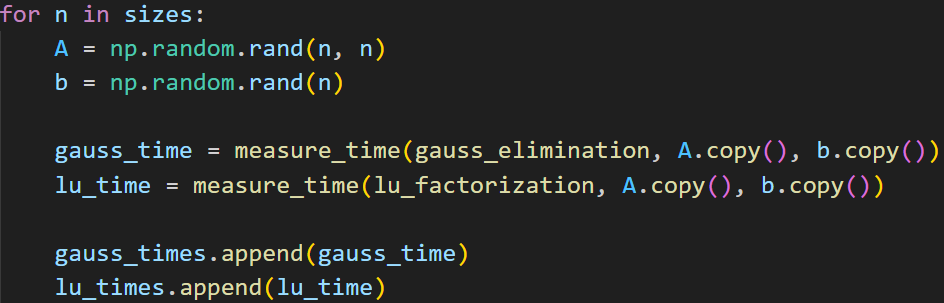 for n in sizes:
    A = np.random.rand(n, n)
    b = np.random.rand(n)

    gauss_time = measure_time(gauss_elimination, A.copy(), b.copy())
    lu_time = measure_time(lu_factorization, A.copy(), b.copy())

    gauss_times.append(gauss_time)
    lu_times.append(lu_time)